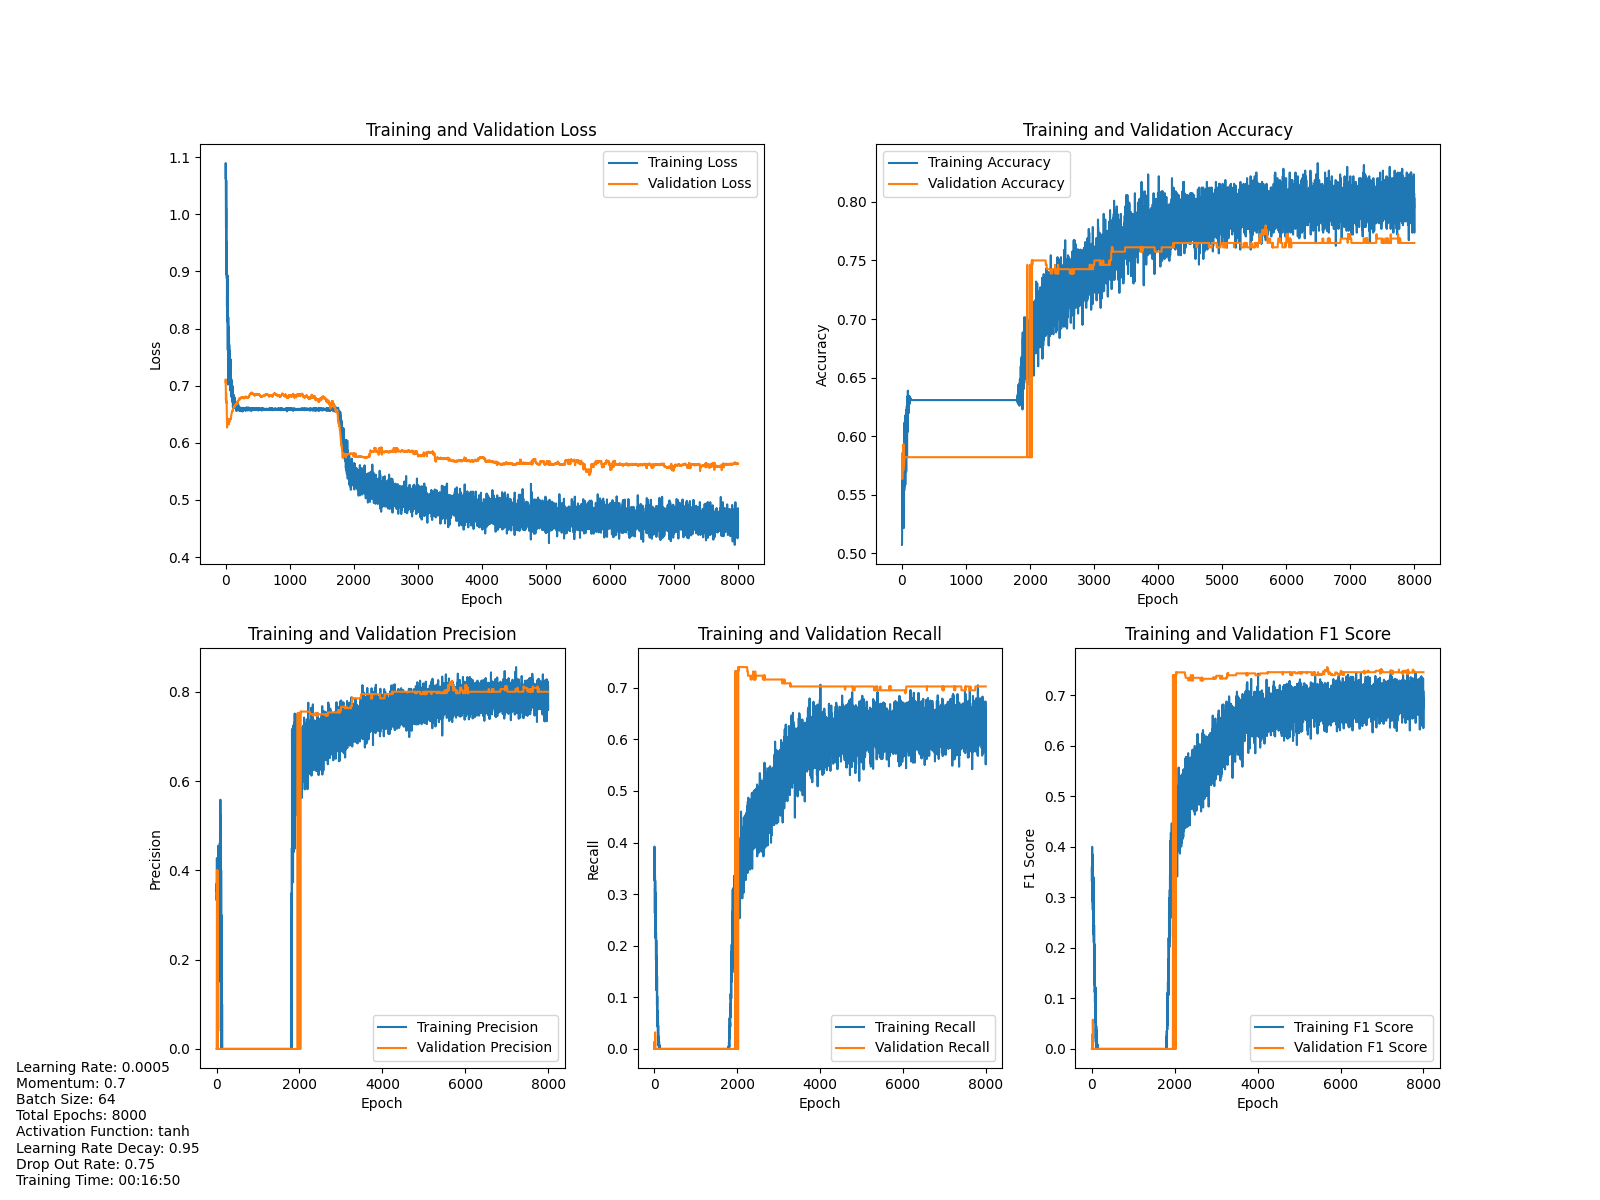 Training and Validation Loss
1.1
1.0
0.9
0.8
0.7
0.6
0.5
0.4
Loss
Training Loss
Validation Loss
0 1000 2000 3000 4000 5000 6000 7000 8000
Epoch
Training and Validation Accuracy
0.80
0.75
0.70
0.65
0.60
0.55
0.50
Accuracy
Training Accuracy
Validation Accuracy
0 1000 2000 3000 4000 5000 6000 7000 8000
Epoch
Training and Validation Precision
0.8
0.6
0.4
0.2
0.0
Precision
Training Precision
Validation Precision
0 2000 4000 6000 8000
Epoch
Training and Validation Recall
0.7
0.6
0.5
0.4
0.3
0.2
0.1
0.0
Recall
Training Recall
Validation Recall
0 2000 4000 6000 8000
Epoch
Training and Validation F1 Score
0.7
0.6
0.5
0.4
0.3
0.2
0.1
0.0
F1 Score
Training F1 Score
Validation F1 Score
0 2000 4000 6000 8000
Epoch
Learning Rate: 0.0005
Momentum: 0.7
Batch Size: 64
Total Epochs: 8000
Activation Function: tanh
Learning Rate Decay: 0.95
Drop Out Rate: 0.75
Training Time: 00:16:50